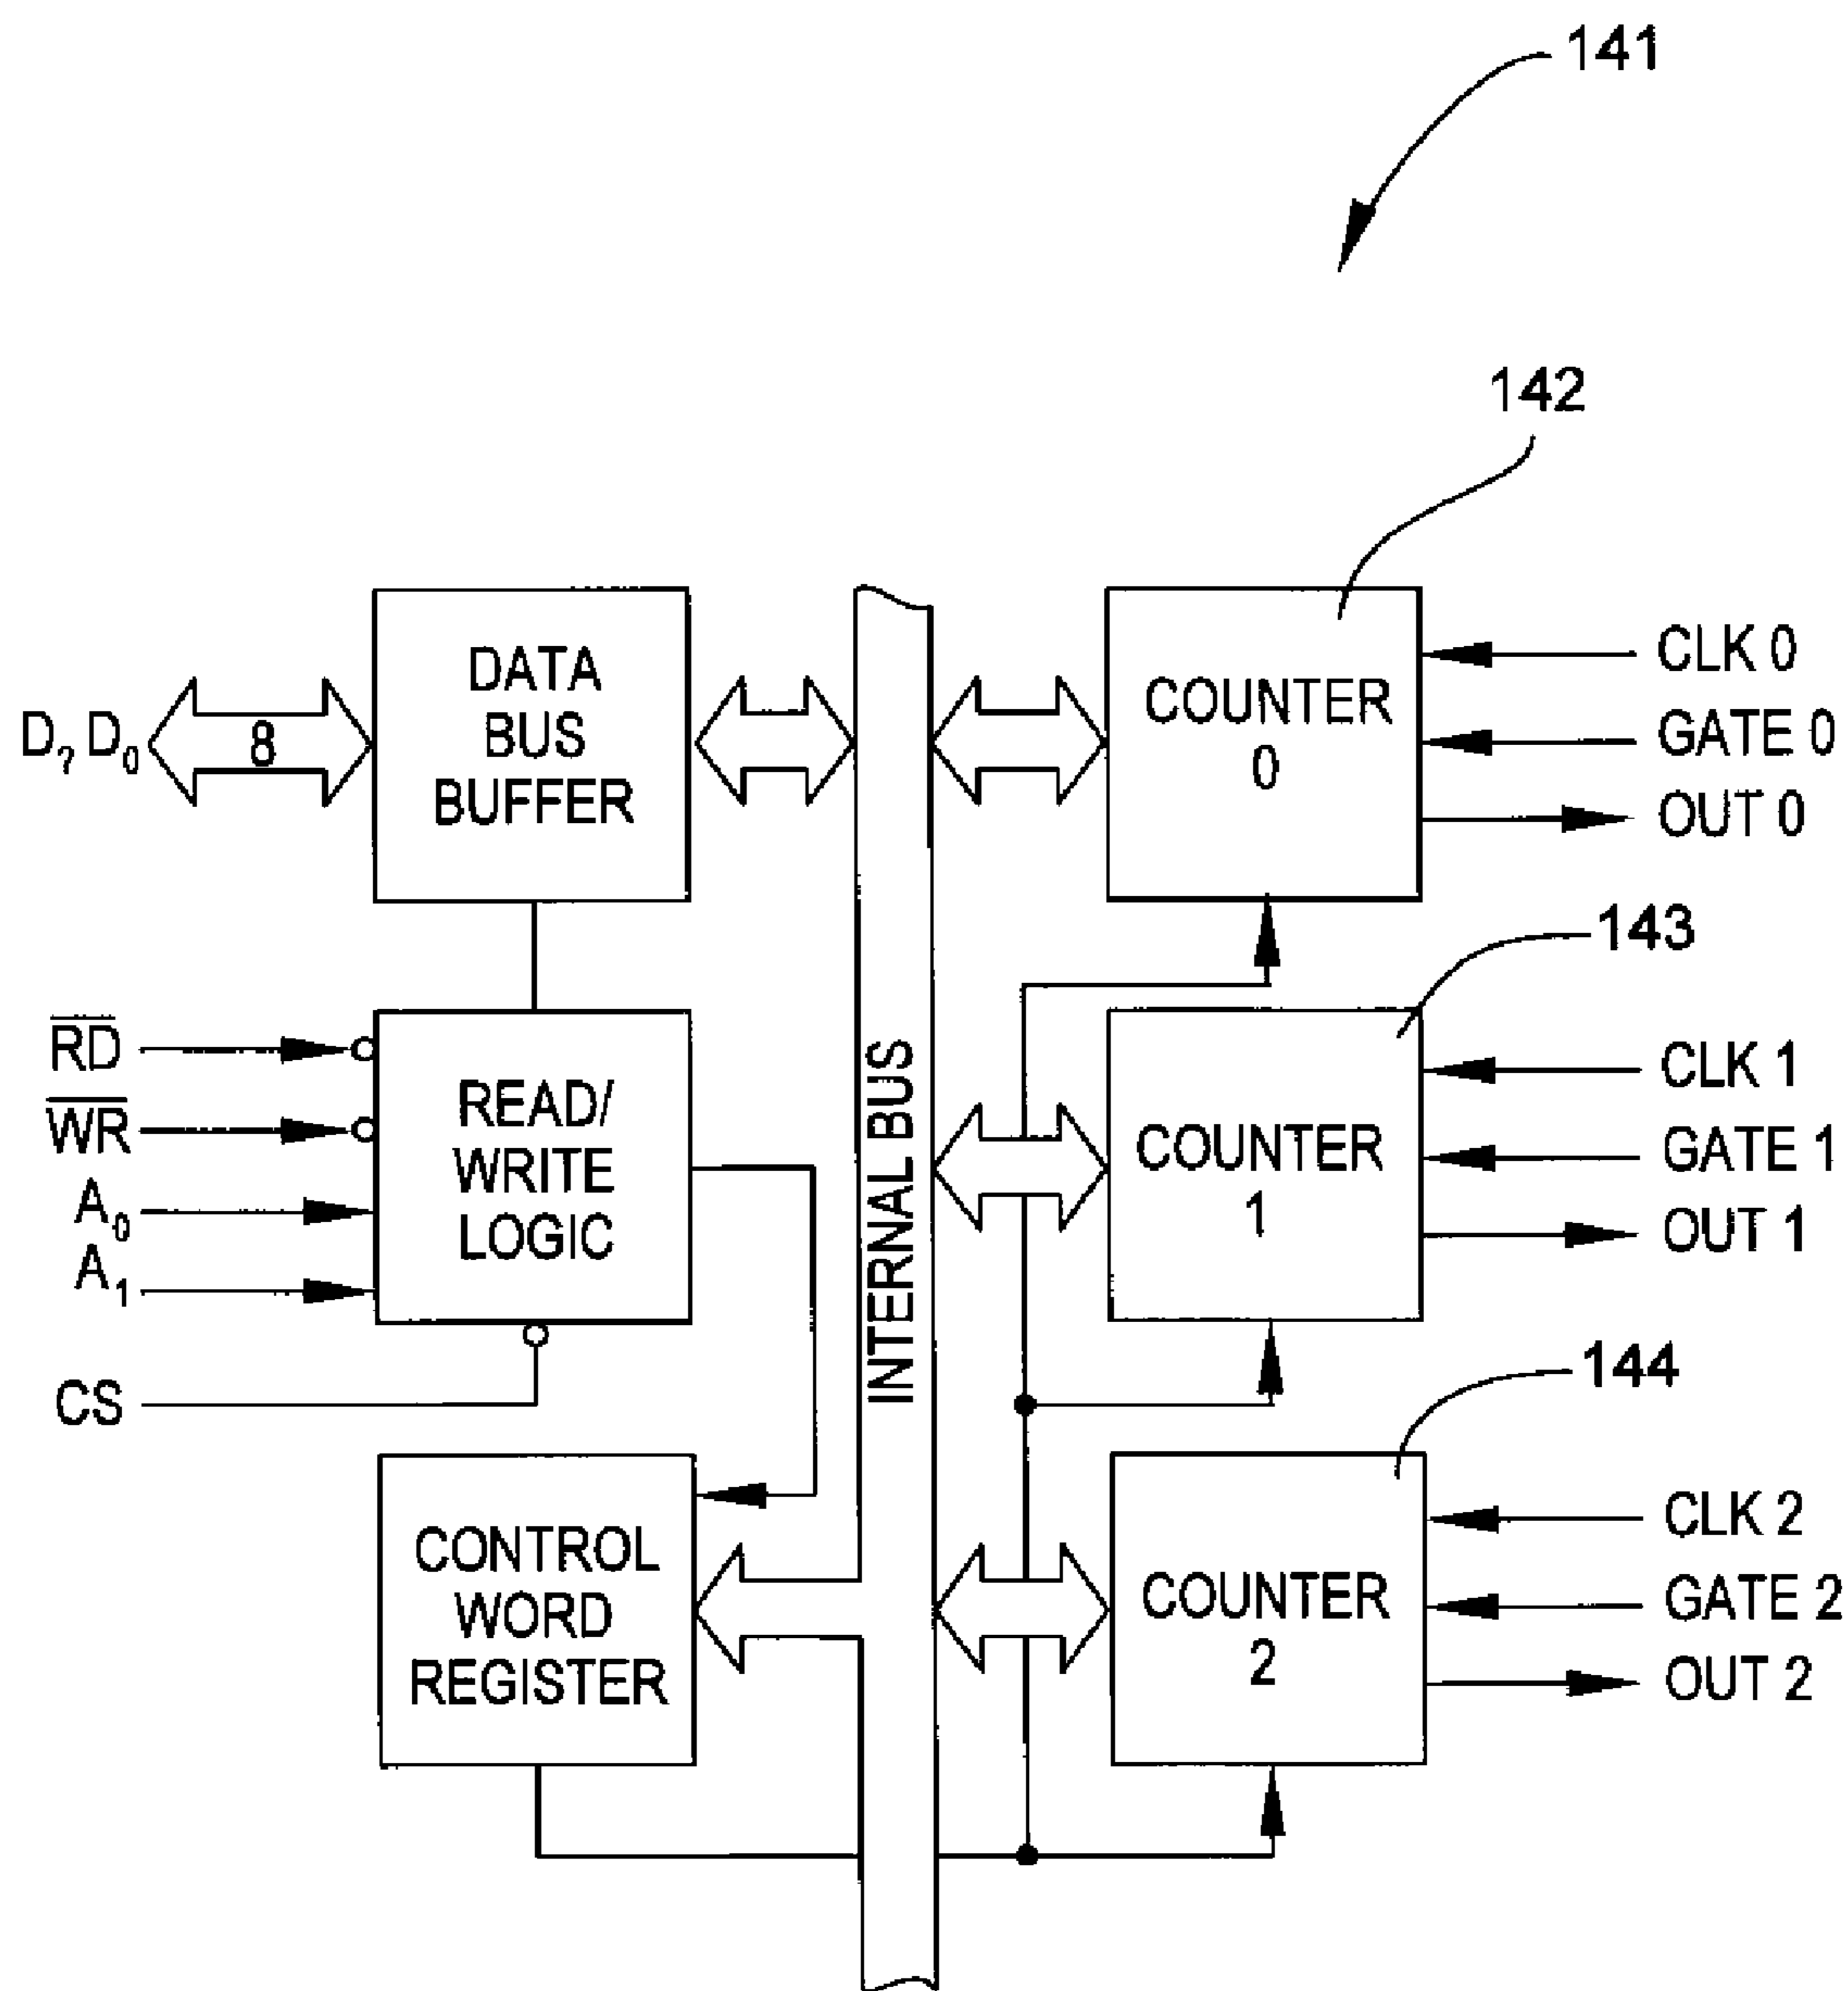 141
142
DATA
BUS
BUFFER
D? D0
8
COUNTER
0
CLK 0
GATE 0
OUT 0
143
RD
WR
A0
A1
CS
READ/
WRITE
LOGIC
INTERNAL BUS
COUNTER
1
CLK 1
GATE 1
OUT 1
144
CONTROL
WORD
REGISTER
COUNTER
2
CLK 2
GATE 2
OUT 2